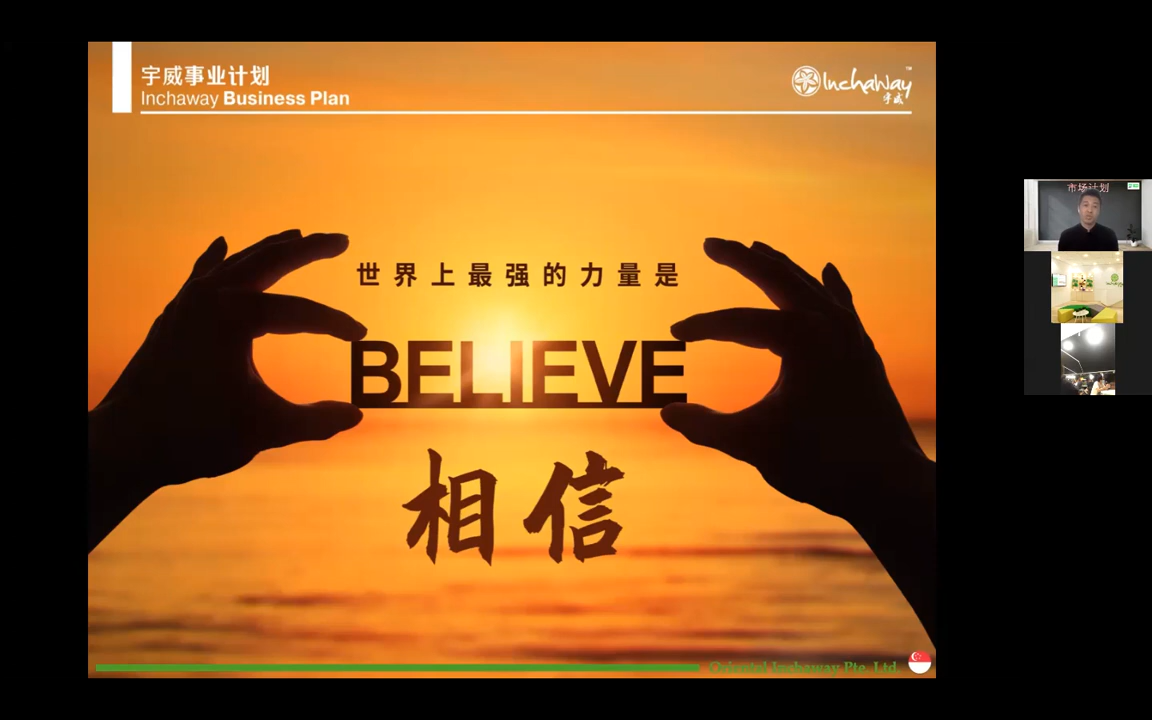 宇威事业计划
Inchaway Business Plan
Inchaway
宇威
TM
世界上最强的力量是
BELIEVE
相信
Oriental Inchaway Pte. Ltd.
市场计划